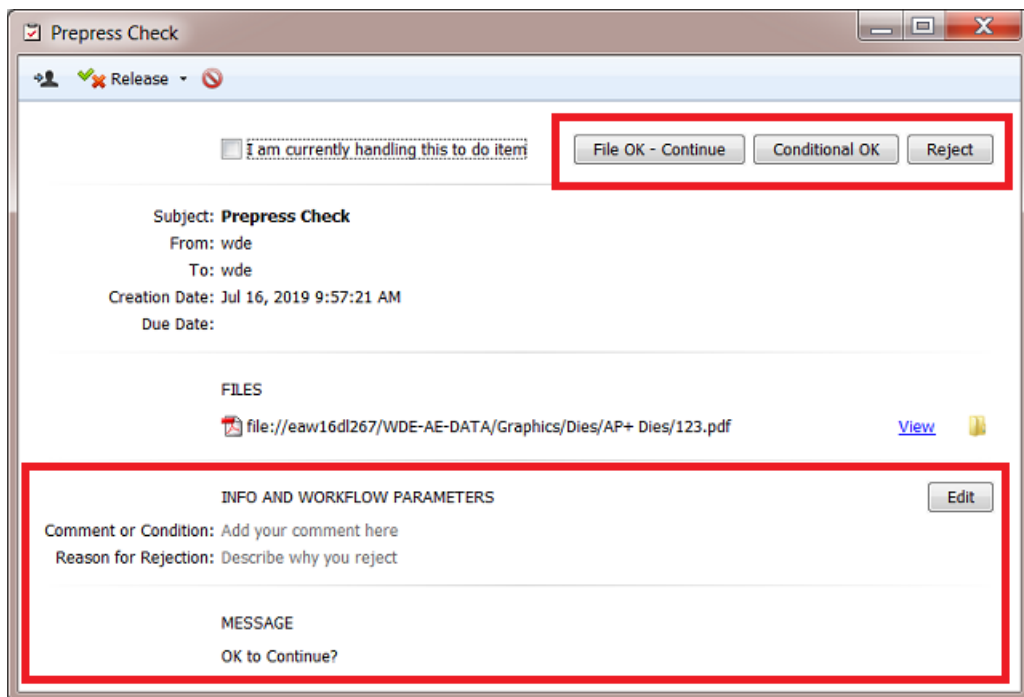 Prepress Check
Release
I am currently handling this to do item File OK - Continue Conditional OK Reject
Subject: Prepress Check
From: wde
To: wde
Creation Date: Jul 16, 2019 9:57:21 AM
Due Date:
FILES
file://eaw16dl267/WDE-AE-DATA/Graphics/Dies/AP+ Dies/123.pdf View
INFO AND WORKFLOW PARAMETERS Edit
Comment or Condition: Add your comment here
Reason for Rejection: Describe why you reject
MESSAGE
OK to Continue?